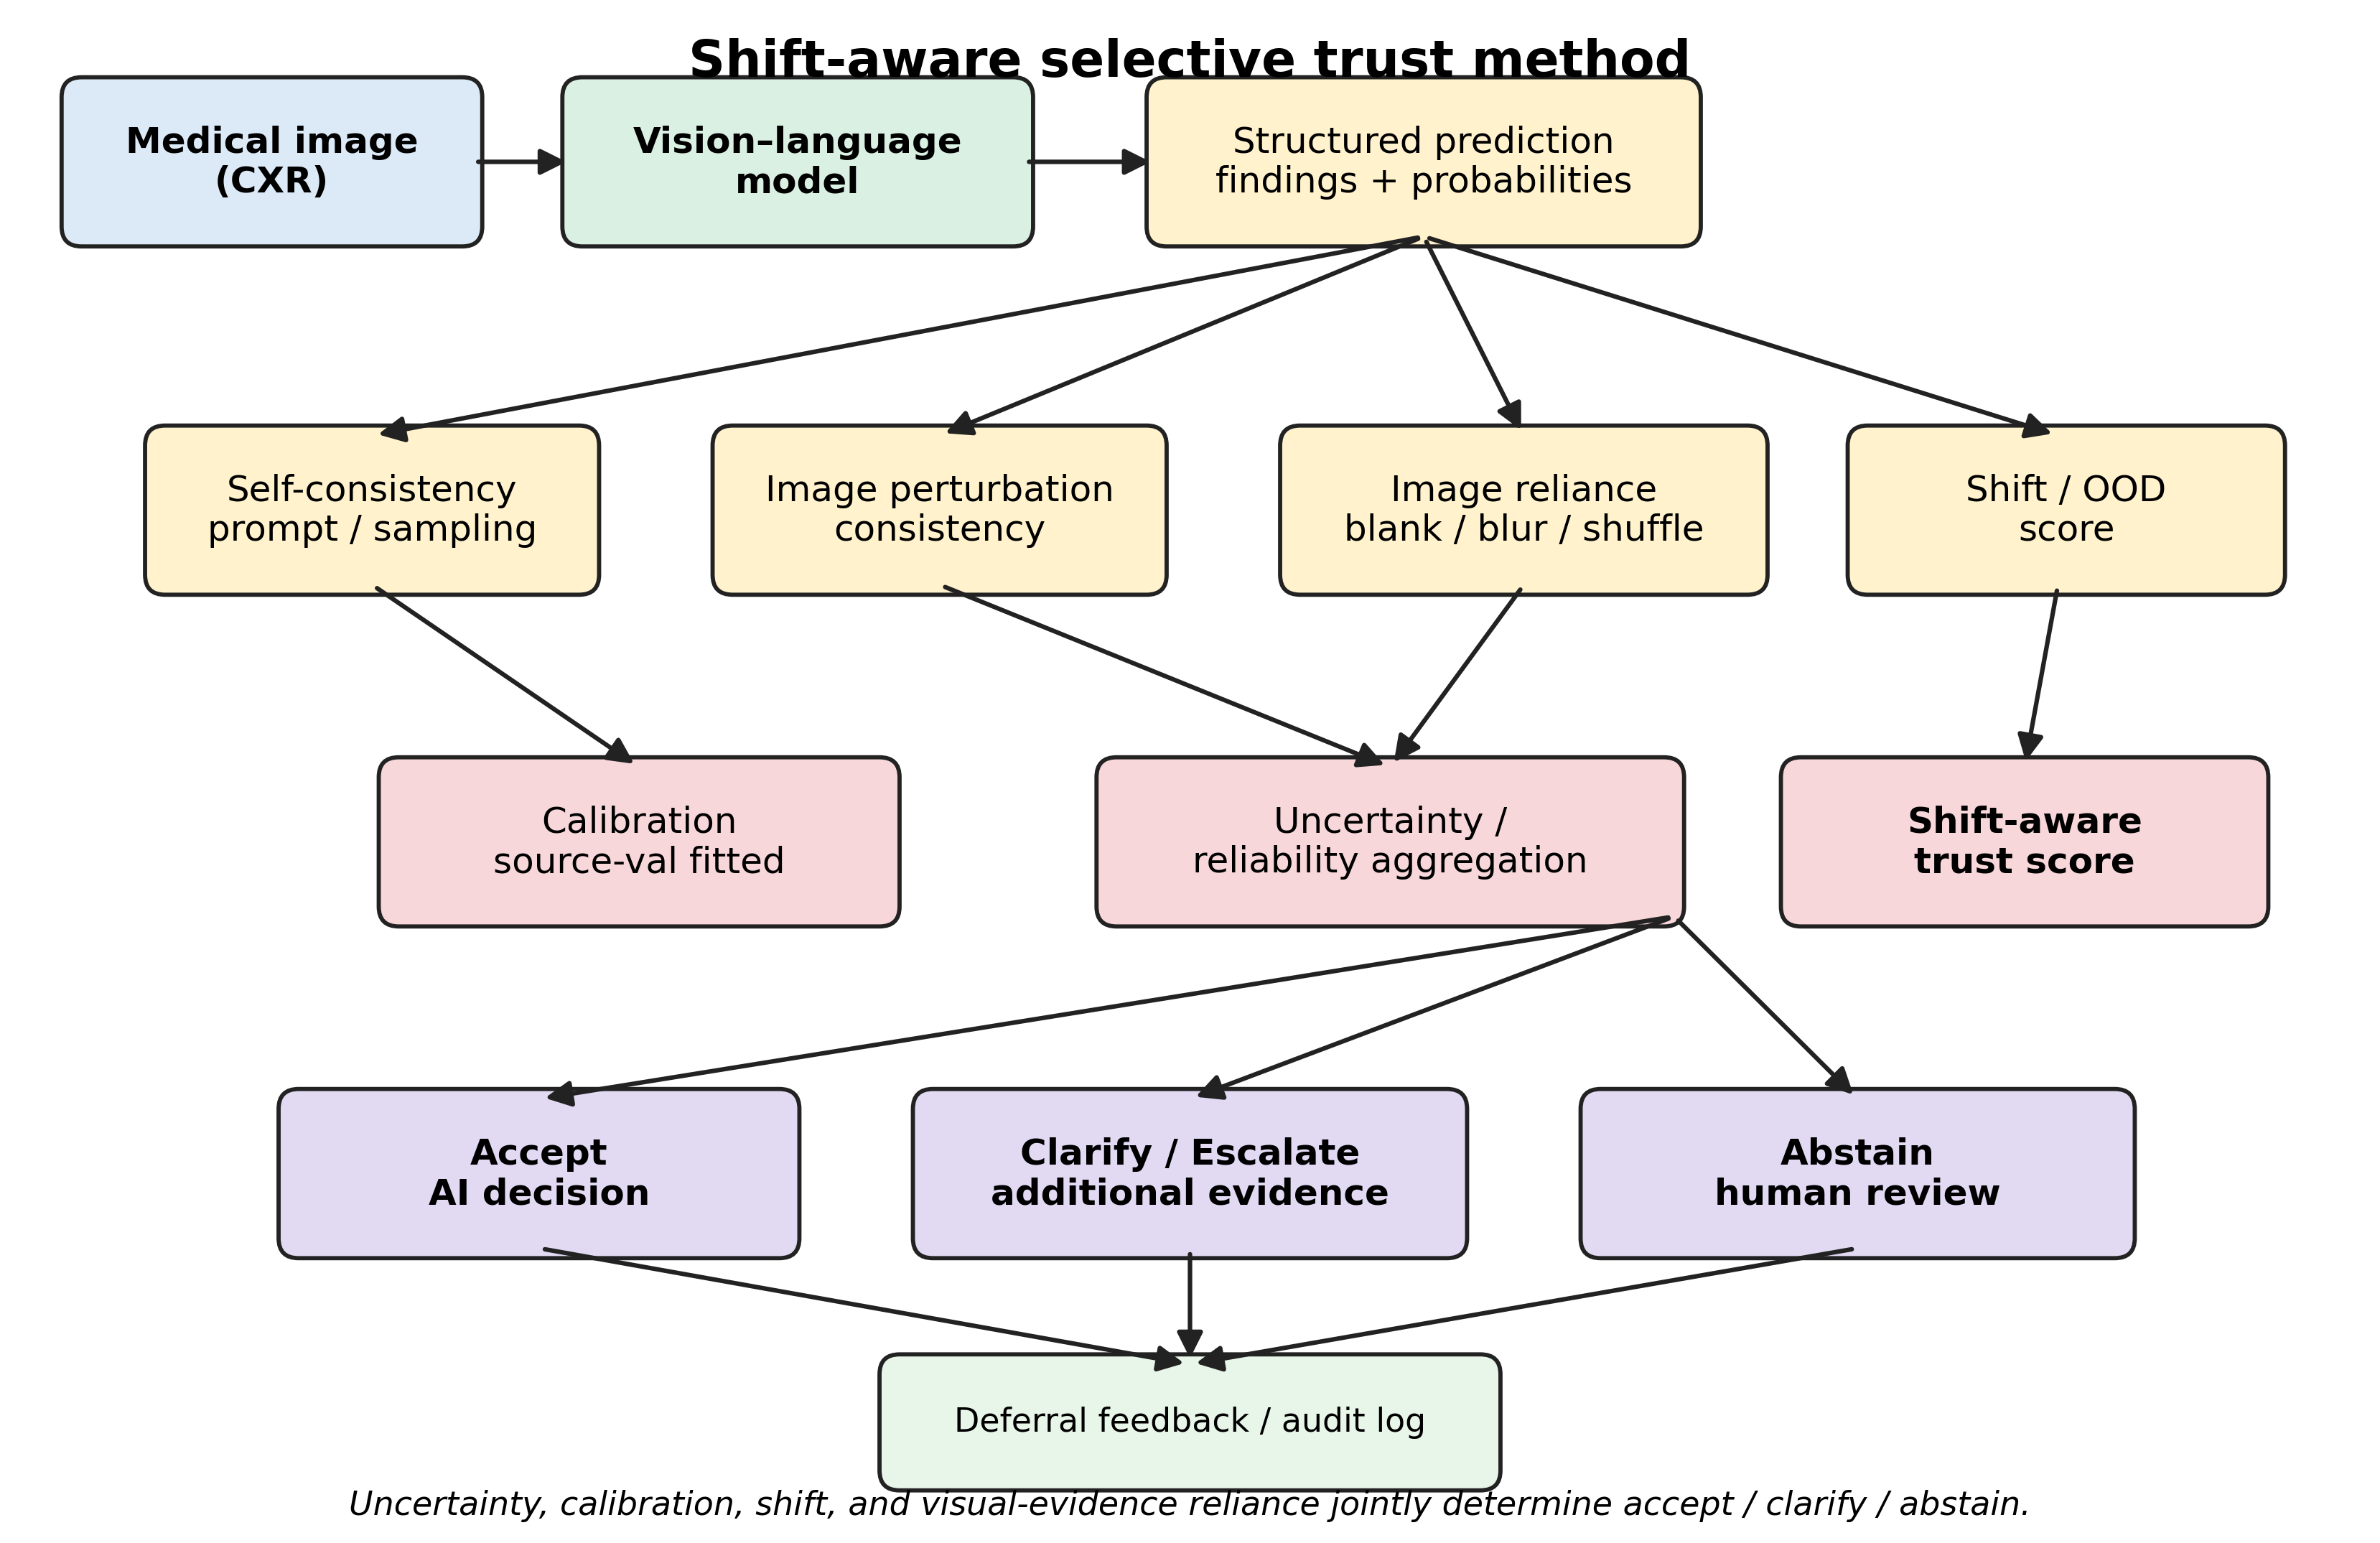 Shift-aware selective trust method
Medical image
(CXR)
Vision–language
model
Structured prediction
findings + probabilities
Self-consistency
prompt / sampling
Image perturbation
consistency
Image reliance
blank / blur / shuffle
Shift / OOD
score
Calibration
source-val fitted
Uncertainty /
reliability aggregation
Shift-aware
trust score
Accept
AI decision
Clarify / Escalate
additional evidence
Abstain
human review
Deferral feedback / audit log
Uncertainty, calibration, shift, and visual-evidence reliance jointly determine accept / clarify / abstain.